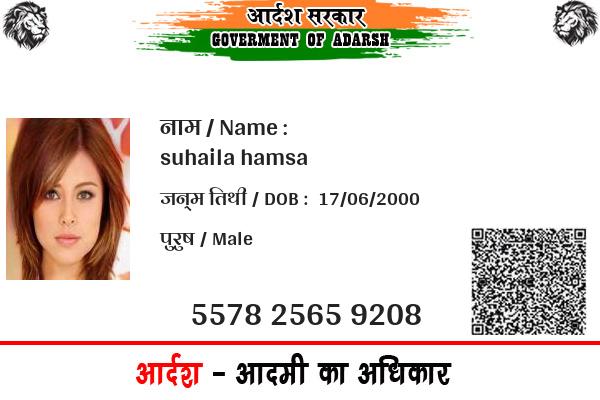 आर्दश सरकार
GOVERMENT OF ADARSH
नाम / Name :
suhaila hamsa
जन्म तिथी / DOB : 17/06/2000
पुरुष / Male
5578 2565 9208
आर्दश - आदमी का अधिकार